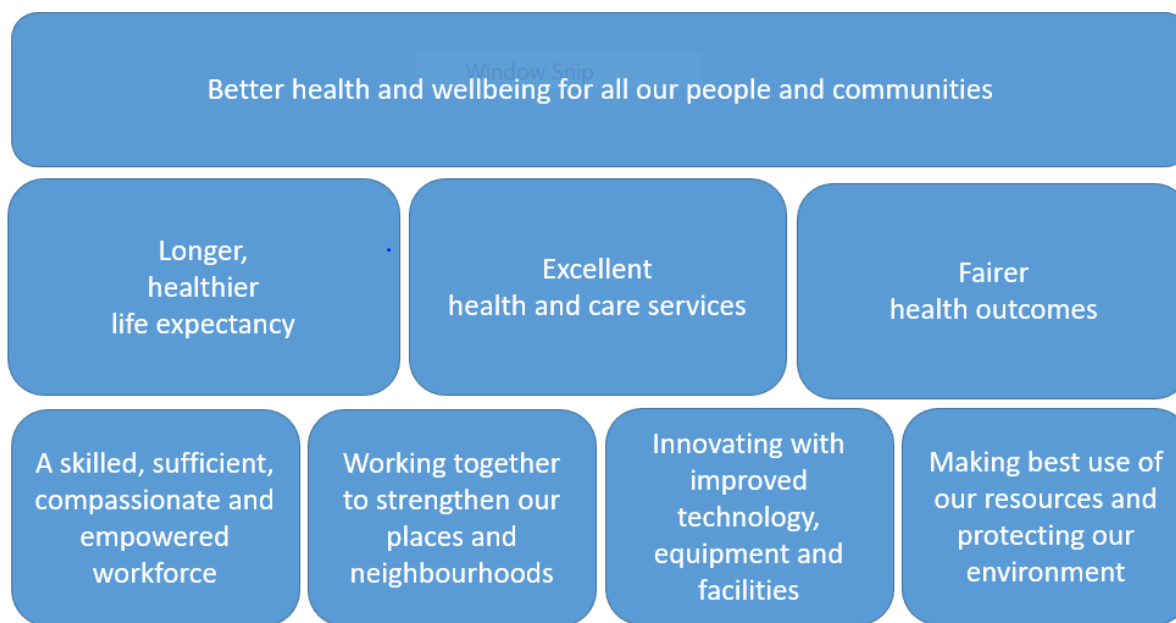 Window Snip
Better health and wellbeing for all our people and communities
Longer,
healthier
life expectancy
Excellent
health and care services
Fairer
health outcomes
A skilled, sufficient,
compassionate and
empowered
workforce
Working together
to strengthen our
places and
neighbourhoods
Innovating with
improved
technology,
equipment and
facilities
Making best use of
our resources and
protecting our
environment